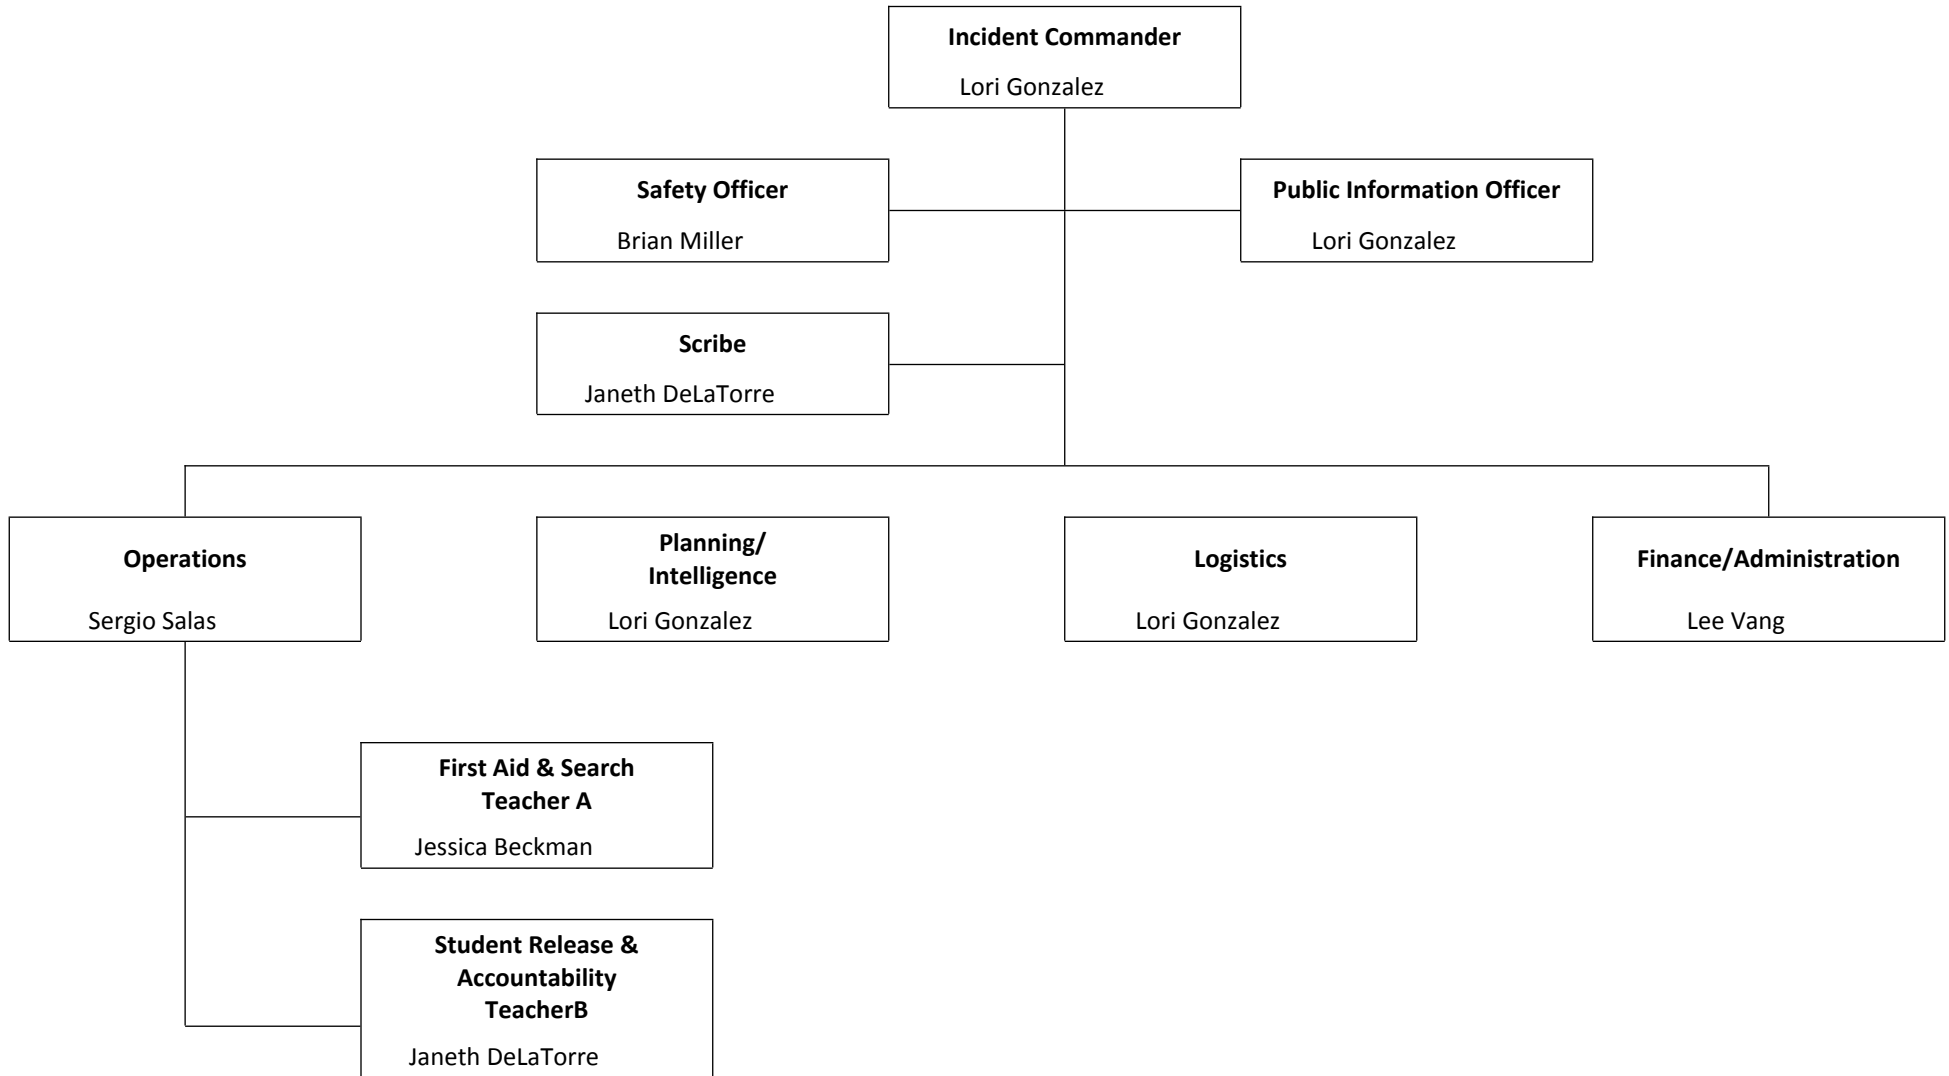 Incident Commander
Lori Gonzalez
Safety Officer
Brian Miller
Public Information Officer
Lori Gonzalez
Scribe
Janeth DeLaTorre
Operations
Sergio Salas
Planning/
Intelligence
Lori Gonzalez
Logistics
Lori Gonzalez
Finance/Administration
Lee Vang
First Aid & Search
Teacher A
Jessica Beckman
Student Release &
Accountability
TeacherB
Janeth DeLaTorre